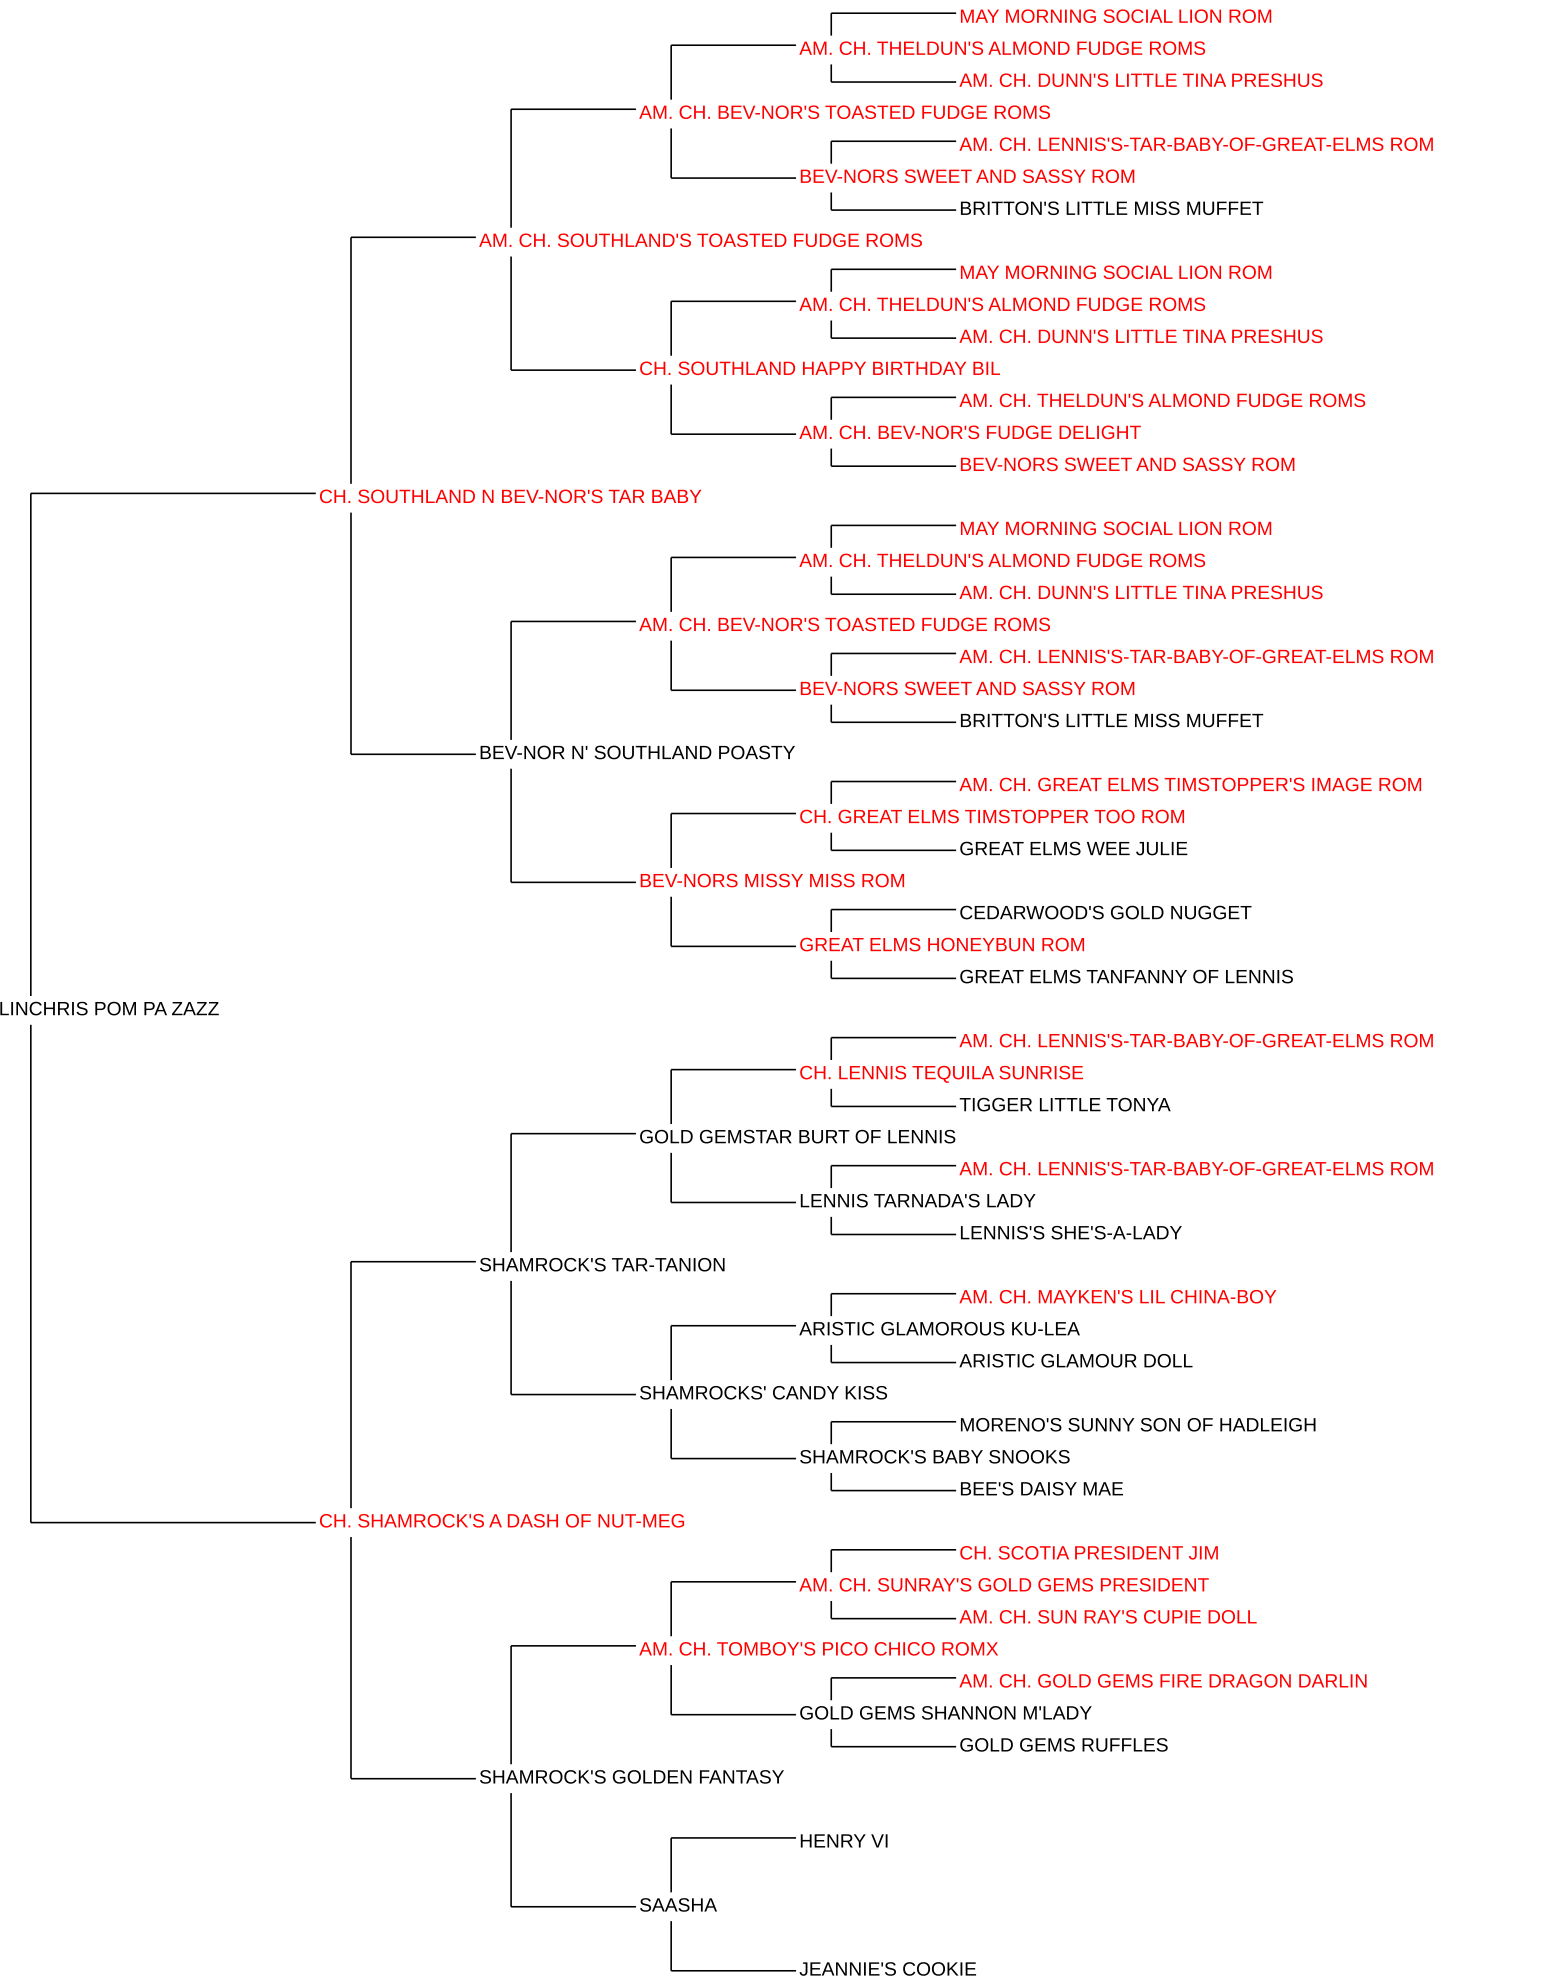 MAY MORNING SOCIAL LION ROM
AM. CH. THELDUN'S ALMOND FUDGE ROMS
AM. CH. DUNN'S LITTLE TINA PRESHUS
AM. CH. BEV-NOR'S TOASTED FUDGE ROMS
AM. CH. LENNIS'S-TAR-BABY-OF-GREAT-ELMS ROM
BEV-NORS SWEET AND SASSY ROM
BRITTON'S LITTLE MISS MUFFET
AM. CH. SOUTHLAND'S TOASTED FUDGE ROMS
MAY MORNING SOCIAL LION ROM
AM. CH. THELDUN'S ALMOND FUDGE ROMS
AM. CH. DUNN'S LITTLE TINA PRESHUS
CH. SOUTHLAND HAPPY BIRTHDAY BIL
AM. CH. THELDUN'S ALMOND FUDGE ROMS
AM. CH. BEV-NOR'S FUDGE DELIGHT
BEV-NORS SWEET AND SASSY ROM
CH. SOUTHLAND N BEV-NOR'S TAR BABY
MAY MORNING SOCIAL LION ROM
AM. CH. THELDUN'S ALMOND FUDGE ROMS
AM. CH. DUNN'S LITTLE TINA PRESHUS
AM. CH. BEV-NOR'S TOASTED FUDGE ROMS
AM. CH. LENNIS'S-TAR-BABY-OF-GREAT-ELMS ROM
BEV-NORS SWEET AND SASSY ROM
BRITTON'S LITTLE MISS MUFFET
BEV-NOR N' SOUTHLAND POASTY
AM. CH. GREAT ELMS TIMSTOPPER'S IMAGE ROM
CH. GREAT ELMS TIMSTOPPER TOO ROM
GREAT ELMS WEE JULIE
BEV-NORS MISSY MISS ROM
CEDARWOOD'S GOLD NUGGET
GREAT ELMS HONEYBUN ROM
GREAT ELMS TANFANNY OF LENNIS
LINCHRIS POM PA ZAZZ
AM. CH. LENNIS'S-TAR-BABY-OF-GREAT-ELMS ROM
CH. LENNIS TEQUILA SUNRISE
TIGGER LITTLE TONYA
GOLD GEMSTAR BURT OF LENNIS
AM. CH. LENNIS'S-TAR-BABY-OF-GREAT-ELMS ROM
LENNIS TARNADA'S LADY
LENNIS'S SHE'S-A-LADY
SHAMROCK'S TAR-TANION
AM. CH. MAYKEN'S LIL CHINA-BOY
ARISTIC GLAMOROUS KU-LEA
ARISTIC GLAMOUR DOLL
SHAMROCKS' CANDY KISS
MORENO'S SUNNY SON OF HADLEIGH
SHAMROCK'S BABY SNOOKS
BEE'S DAISY MAE
CH. SHAMROCK'S A DASH OF NUT-MEG
CH. SCOTIA PRESIDENT JIM
AM. CH. SUNRAY'S GOLD GEMS PRESIDENT
AM. CH. SUN RAY'S CUPIE DOLL
AM. CH. TOMBOY'S PICO CHICO ROMX
AM. CH. GOLD GEMS FIRE DRAGON DARLIN
GOLD GEMS SHANNON M'LADY
GOLD GEMS RUFFLES
SHAMROCK'S GOLDEN FANTASY
HENRY VI
SAASHA
JEANNIE'S COOKIE